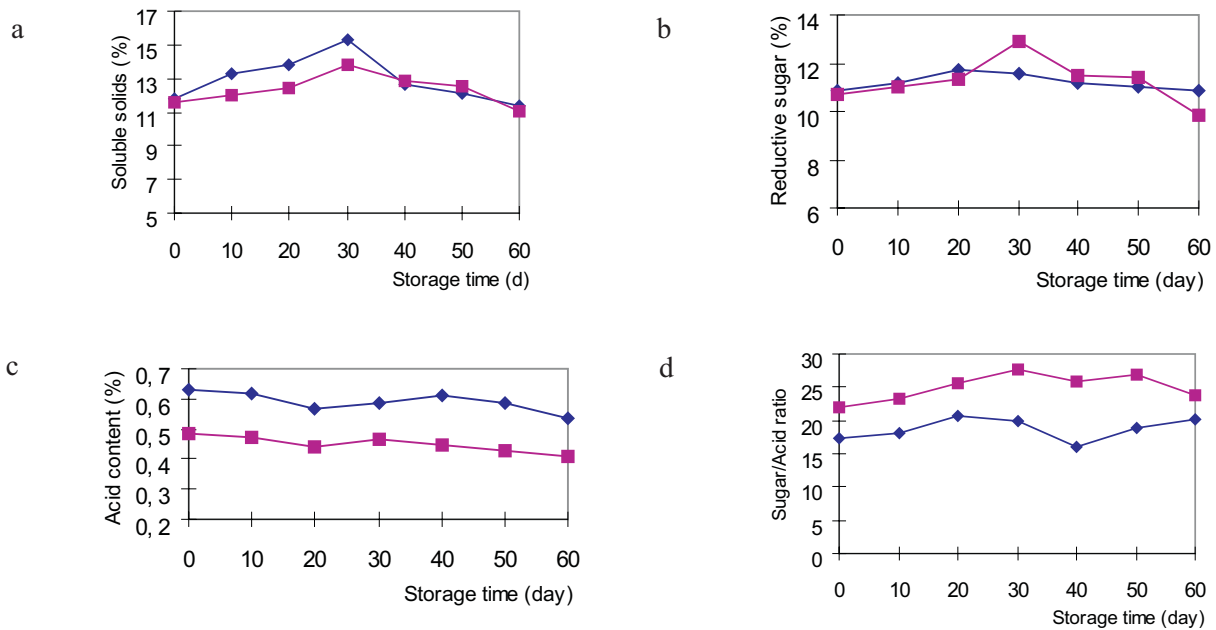 a
Soluble solids (%)
17
15
13
11
9
7
5
0 10 20 30 40 50 60
Storage time (d)
b
Reductive sugar (%)
14
12
10
8
6
0 10 20 30 40 50 60
Storage time (day)
c
Acid content (%)
0,7
0,6
0,5
0,4
0,3
0,2
0 10 20 30 40 50 60
Storage time (day)
d
Sugar/Acid ratio
30
25
20
15
10
5
0
0 10 20 30 40 50 60
Storage time (day)